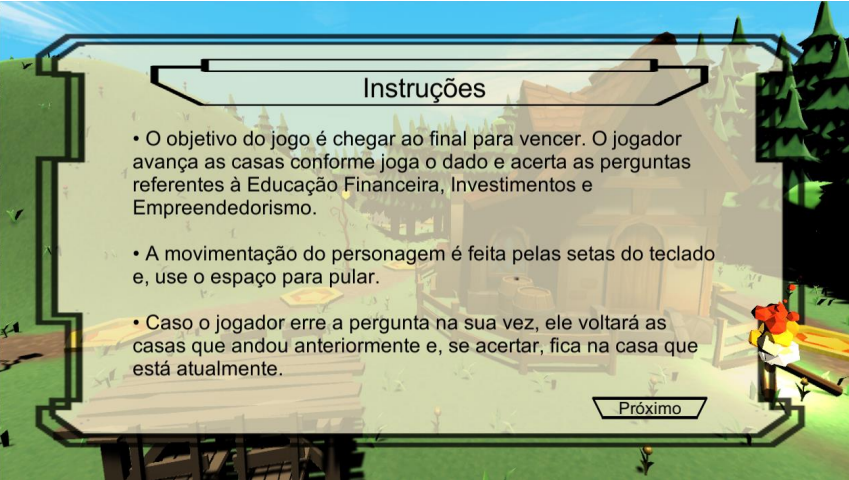 Instruções
• O objetivo do jogo é chegar ao final para vencer. O jogador
avança as casas conforme joga o dado e acerta as perguntas
referentes à Educação Financeira, Investimentos e
Empreendedorismo.
• A movimentação do personagem é feita pelas setas do teclado
e, use o espaço para pular.
• Caso o jogador erre a pergunta na sua vez, ele voltará as
casas que andou anteriormente e, se acertar, fica na casa que
está atualmente.
Próximo